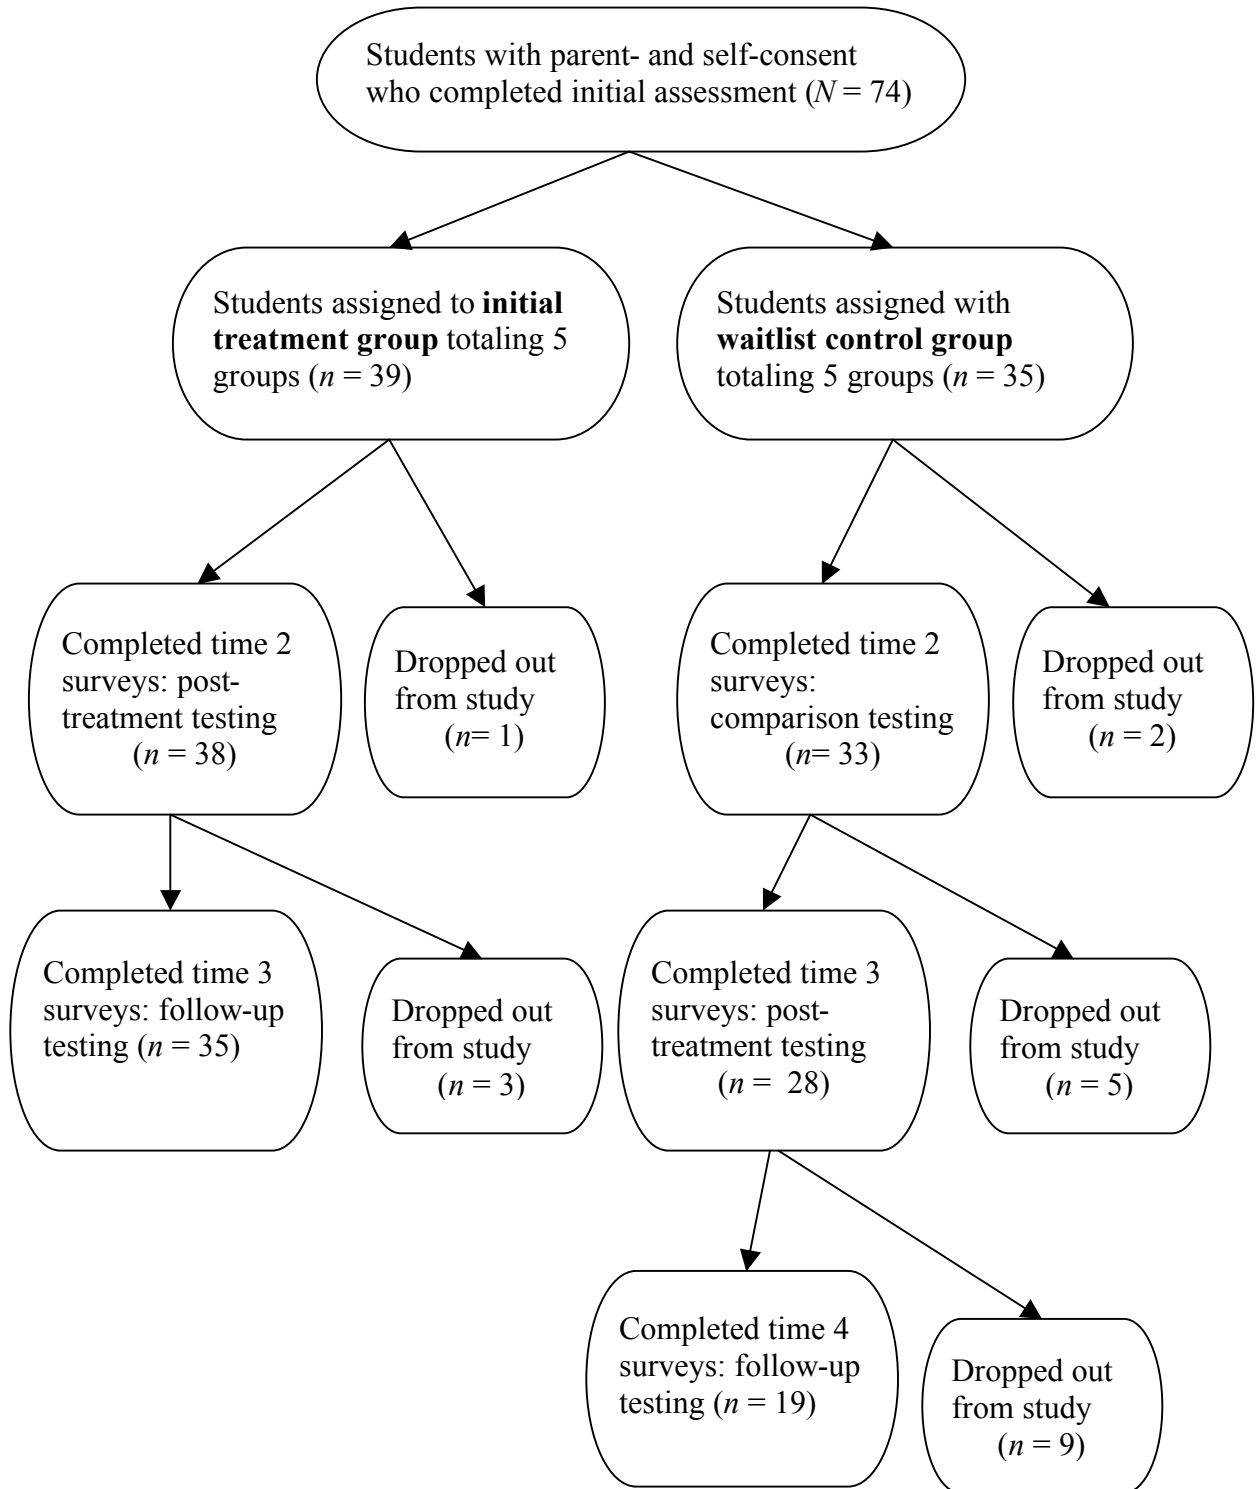 Students with parent- and self-consent
who completed initial assessment (N = 74)
Students assigned to initial
treatment group totaling 5
groups (n = 39)
Students assigned with
waitlist control group
totaling 5 groups (n = 35)
Completed time 2
surveys: post-
treatment testing
(n = 38)
Dropped out
from study
(n= 1)
Completed time 2
surveys:
comparison testing
(n= 33)
Dropped out
from study
(n = 2)
Completed time 3
surveys: follow-up
testing (n = 35)
Dropped out
from study
(n = 3)
Completed time 3
surveys: post-
treatment testing
(n =  28)
Dropped out
from study
(n = 5)
Completed time 4
surveys: follow-up
testing (n = 19)
Dropped out
from study
(n = 9)